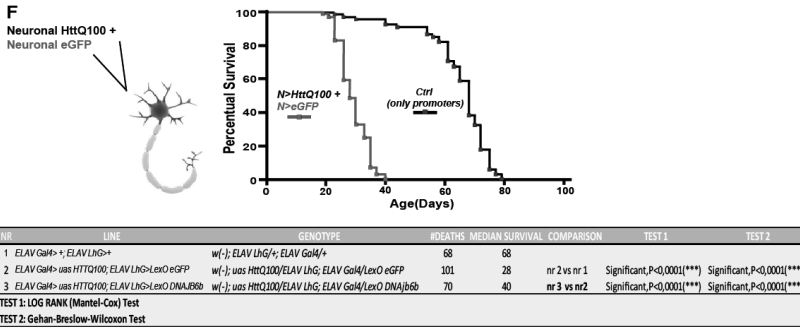 F
Neuronal HttQ100 +
Neuronal eGFP
Percentual Survival
100
80
60
40
20
0
N>HttQ100 +
N>eGFP
Ctrl
(only promoters)
0 20 40 60 80 100
Age(Days)
NR LINE GENOTYPE #DEATHS MEDIAN SURVIVAL COMPARISON TEST 1 TEST 2
1 ELAV Gal4> +; ELAV LhG>+ w(-); ELAV LhG/+; ELAV Gal4/+ 68 68
2 ELAV Gal4> uas HTTQ100; ELAV LhG>LexO eGFP w(-); uas HttQ100/ELAV LhG; ELAV Gal4/LexO eGFP 101 28 nr 2 vs nr 1 Significant,P<0,0001(***) Significant,P<0,0001(***
3 ELAV Gal4> uas HTTQ100; ELAV LhG>LexO DNAJB6b w(-); uas HttQ100/ELAV LhG; ELAV Gal4/LexO DNAjb6b 70 40 nr 3 vs nr2 Significant,P<0,0001(***) Significant,P<0,0001(***
TEST 1: LOG RANK (Mantel-Cox) Test
TEST 2: Gehan-Breslow-Wilcoxon Test